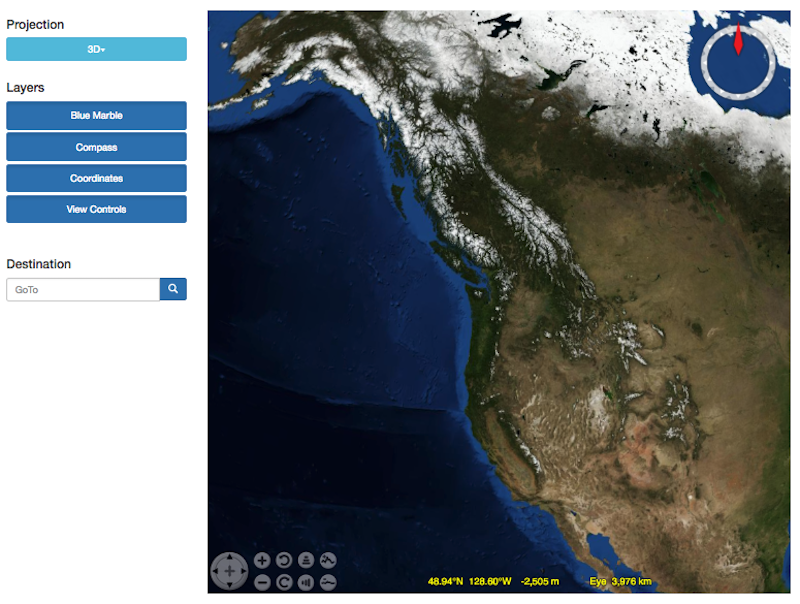 Projection
3D
Layers
Blue Marble
Compass
Coordinates
View Controls
Destination
GoTo
48.94°N 128.60°W -2,505 m Eye 3,976 km